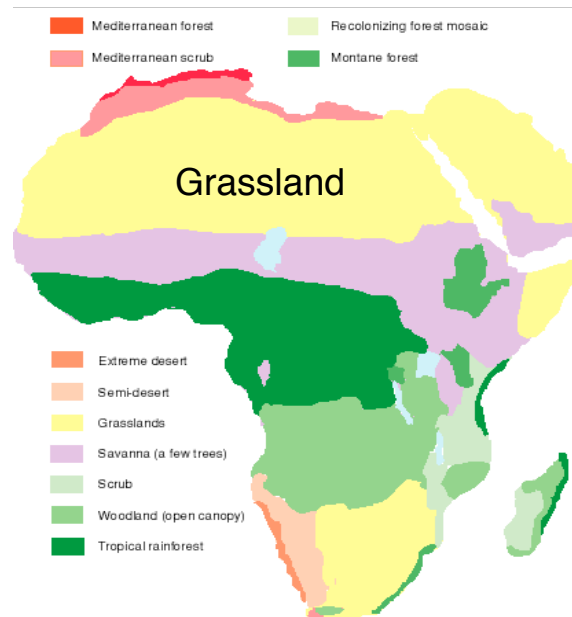 Mediterranean forest
Recolonizing forest mosaic
Mediterranean scrub
Montane forest
Grassland
Extreme desert
Semi-desert
Grasslands
Savanna (a few trees)
Scrub
Woodland (open canopy)
Tropical rainforest